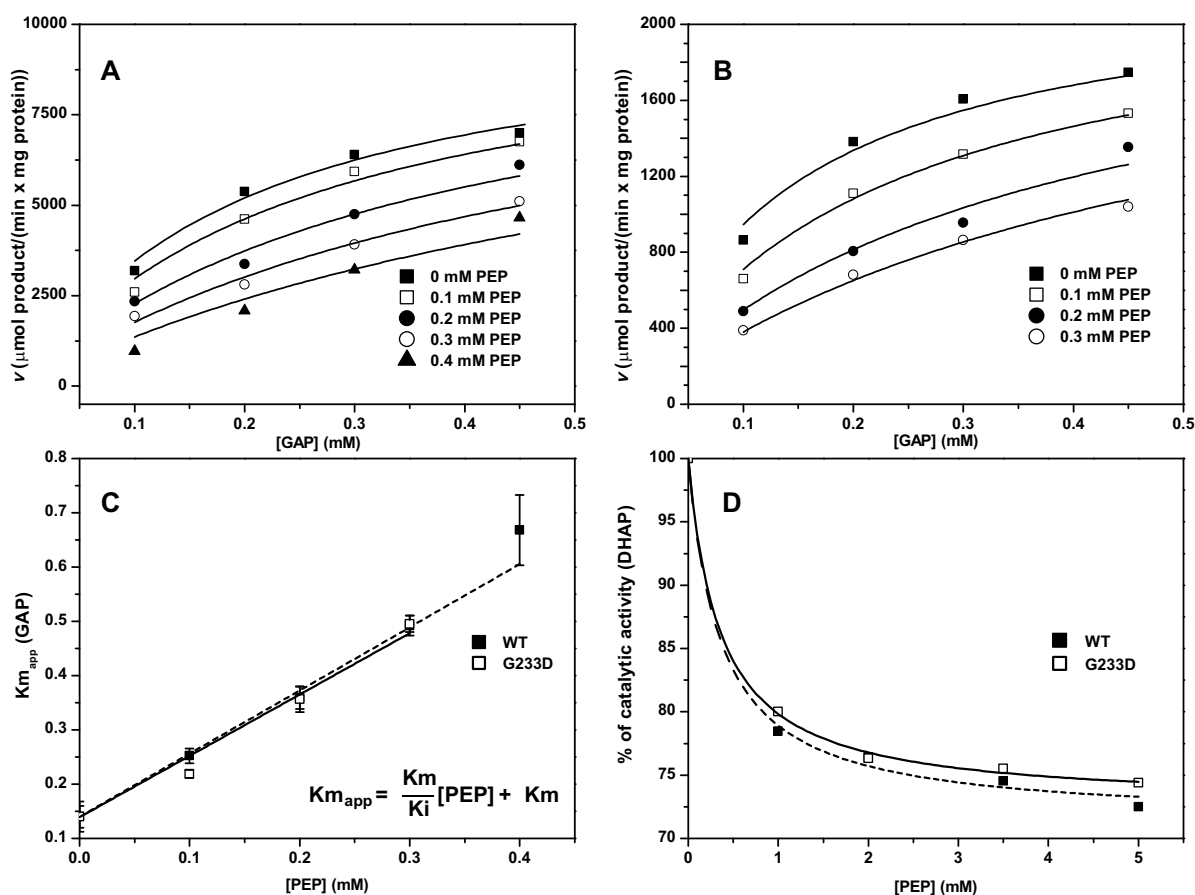 A
v (μmol product/(min x mg protein))
10000
7500
5000
2500
0
0 mM PEP
0.1 mM PEP
0.2 mM PEP
0.3 mM PEP
0.4 mM PEP
0.1 0.2 0.3 0.4 0.5
[GAP] (mM)
B
v (μmol product/(min x mg protein))
2000
1600
1200
800
400
0
0 mM PEP
0.1 mM PEP
0.2 mM PEP
0.3 mM PEP
0.1 0.2 0.3 0.4 0.5
[GAP] (mM)
C
Km app (GAP)
0.8
0.7
0.6
0.5
0.4
0.3
0.2
0.1
WT
G233D
Km app = Km/Ki [PEP] + Km
0.0 0.1 0.2 0.3 0.4
[PEP] (mM)
D
% of catalytic activity (DHAP)
100
95
90
85
80
75
70
WT
G233D
0 1 2 3 4 5
[PEP] (mM)